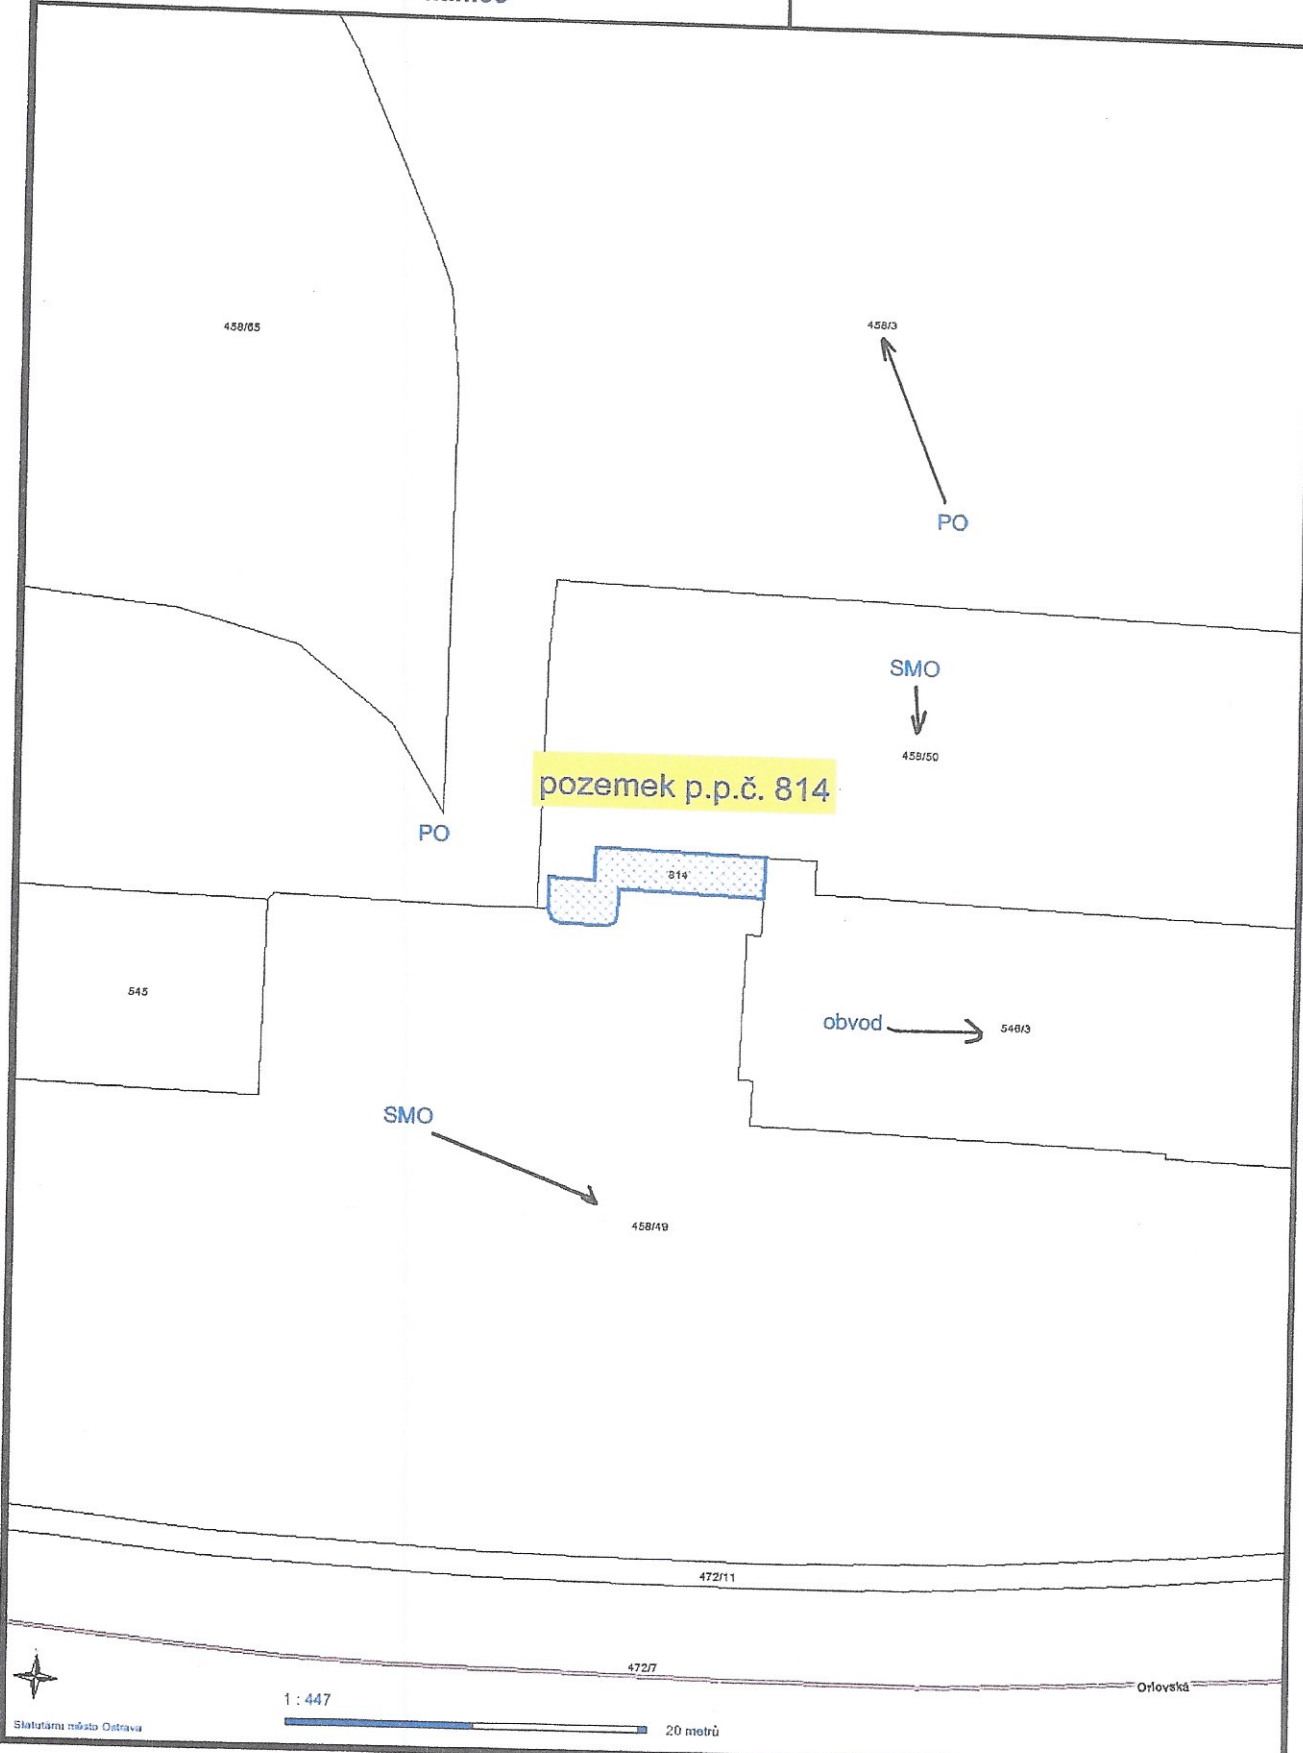 458/65
458/3
PO
SMO
458/50
pozemek p.p.č. 814
PO
814
545
obvod
546/3
SMO
458/49
472/11
472/7
Orlovská
1 : 447
Statutární město Ostrava
20 metrů